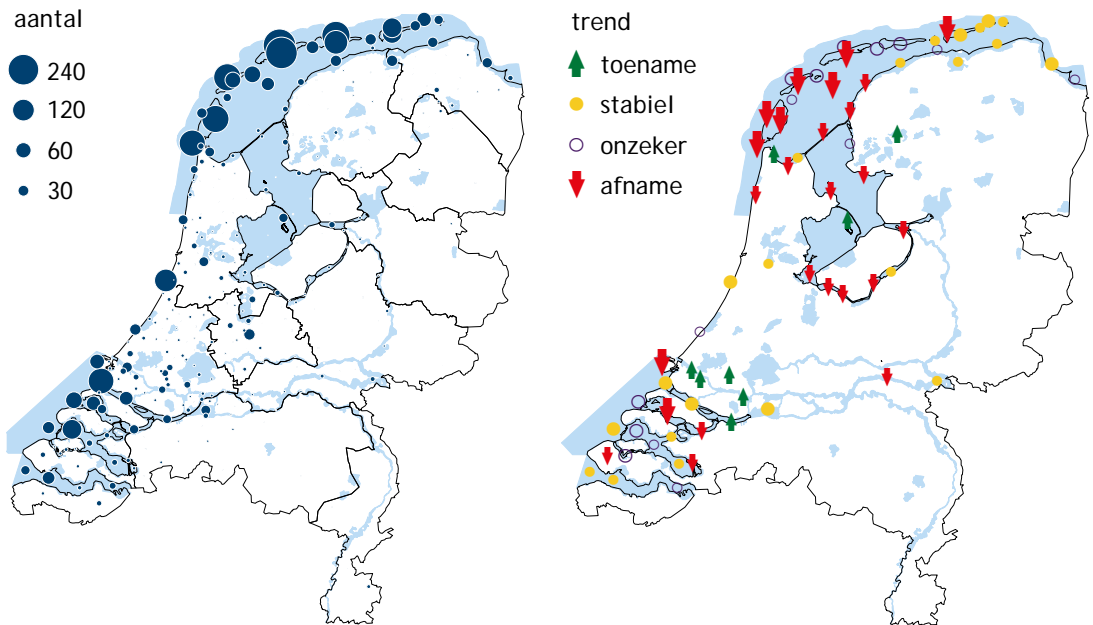 aantal
240
120
60
30
trend
toename
stabiel
onzeker
afname